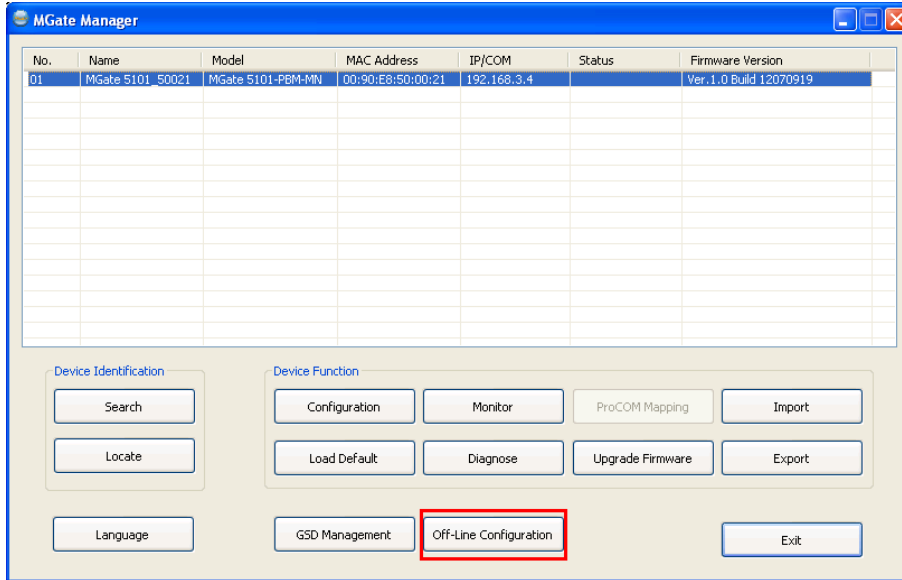 MGate Manager
No. Name Model MAC Address IP/COM Status Firmware Version
01 MGate 5101_50021 MGate 5101-PBM-MN 00:90:E8:50:00:21 192.168.3.4 Ver.1.0 Build 12070919
Device Identification Device Function
Search Configuration Monitor ProCOM Mapping Import
Locate Load Default Diagnose Upgrade Firmware Export
Language GSD Management Off-Line Configuration Exit